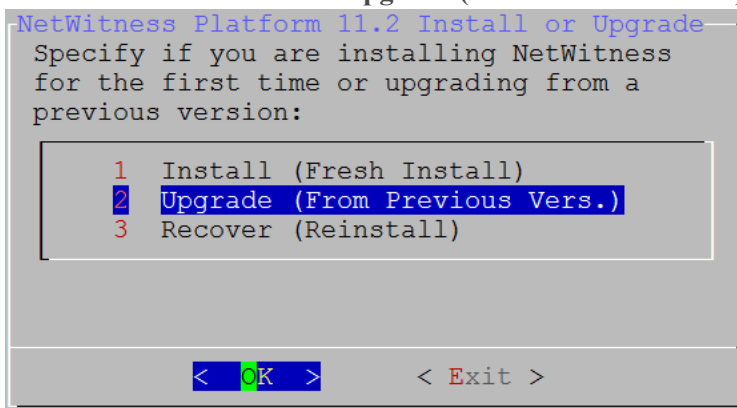 NetWitness Platform 11.2 Install or Upgrade
Specify if you are installing NetWitness
for the first time or upgrading from a
previous version:
1 Install (Fresh Install)
2 Upgrade (From Previous Vers.)
3 Recover (Reinstall)
< OK > < Exit >